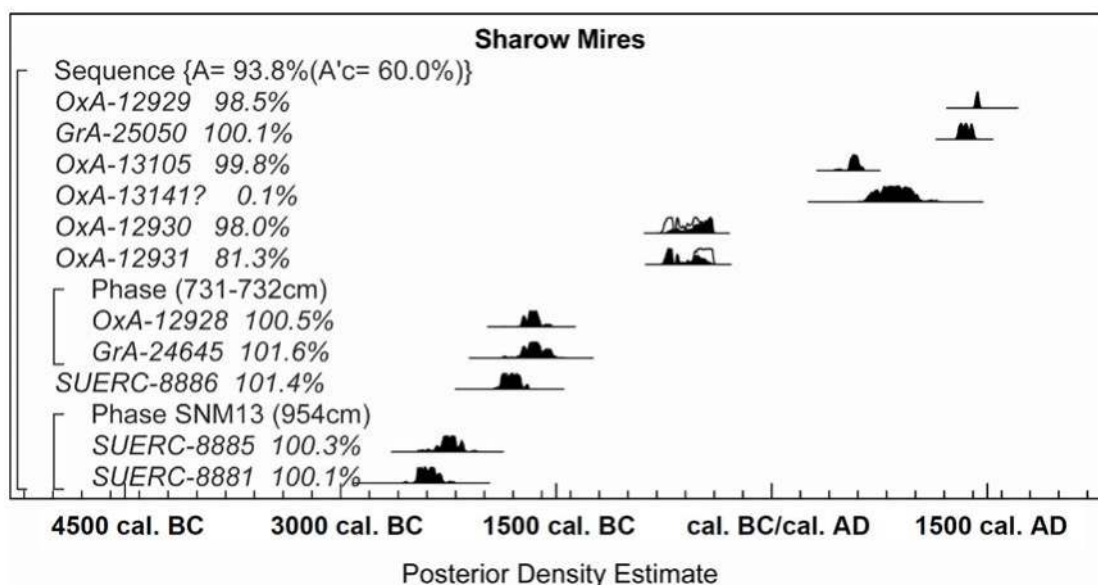 Sharow Mires
Sequence {A= 93.8%(A'c= 60.0%)}
OxA-12929 98.5%
GrA-25050 100.1%
OxA-13105 99.8%
OxA-13141? 0.1%
OxA-12930 98.0%
OxA-12931 81.3%
Phase (731-732cm)
OxA-12928 100.5%
GrA-24645 101.6%
SUERC-8886 101.4%
Phase SNM13 (954cm)
SUERC-8885 100.3%
SUERC-8881 100.1%
4500 cal. BC 3000 cal. BC 1500 cal. BC cal. BC/cal. AD 1500 cal. AD
Posterior Density Estimate